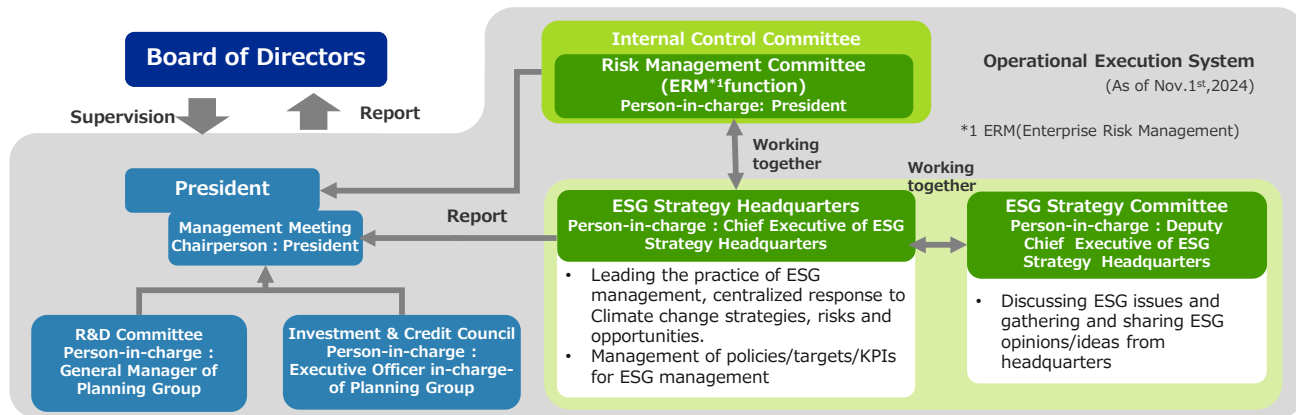 Board of Directors
Supervision
Report
Internal Control Committee
Risk Management Committee
(ERM*1function)
Person-in-charge: President
Operational Execution System
(As of Nov.1st,2024)
*1 ERM(Enterprise Risk Management)
Working
together
Working
together
President
Management Meeting
Chairperson : President
Report
ESG Strategy Headquarters
Person-in-charge : Chief Executive of ESG
Strategy Headquarters
• Leading the practice of ESG
management, centralized response to
Climate change strategies, risks and
opportunities.
• Management of policies/targets/KPIs
for ESG management
ESG Strategy Committee
Person-in-charge : Deputy
Chief Executive of ESG
Strategy Headquarters
• Discussing ESG issues and
gathering and sharing ESG
opinions/ideas from
headquarters
R&D Committee
Person-in-charge :
General Manager of
Planning Group
Investment & Credit Council
Person-in-charge :
Executive Officer in-charge-
of Planning Group